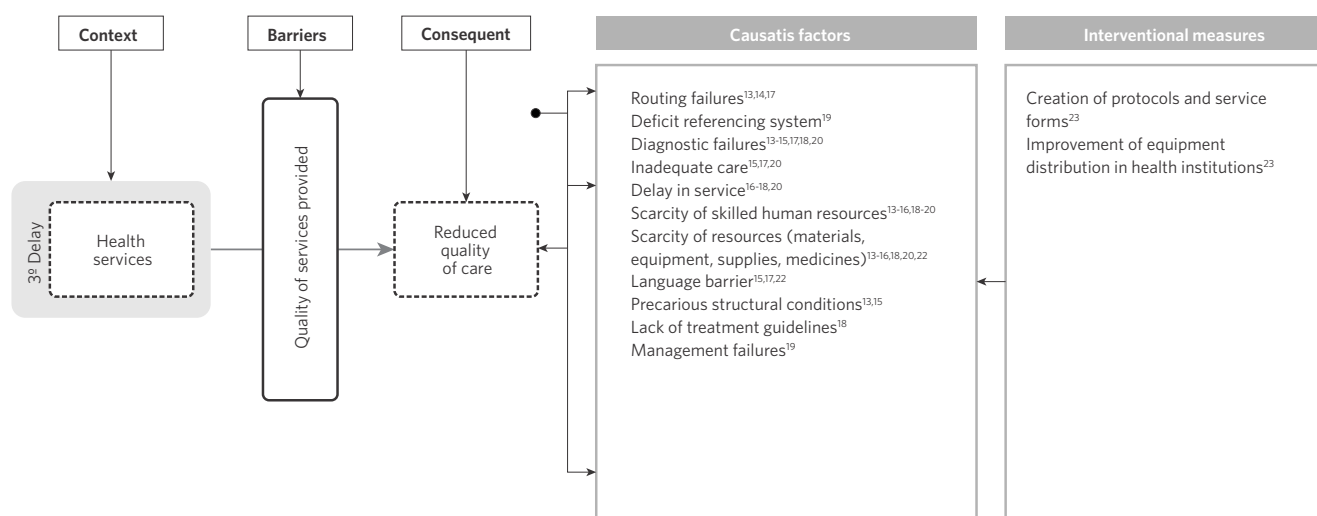 Context
Barriers
Consequent
Causatis factors
Interventional measures
3º Delay
Health
services
Quality of services provided
Reduced
quality
of care
Routing failures13,14,17
Deficit referencing system19
Diagnostic failures13-15,17,18,20
Inadequate care15,17,20
Delay in service16-18,20
Scarcity of skilled human resources13-16,18-20
Scarcity of resources (materials,
equipment, supplies, medicines)13-16,18,20,22
Language barrier15,17,22
Precarious structural conditions13,15
Lack of treatment guidelines18
Management failures19
Creation of protocols and service
forms23
Improvement of equipment
distribution in health institutions23